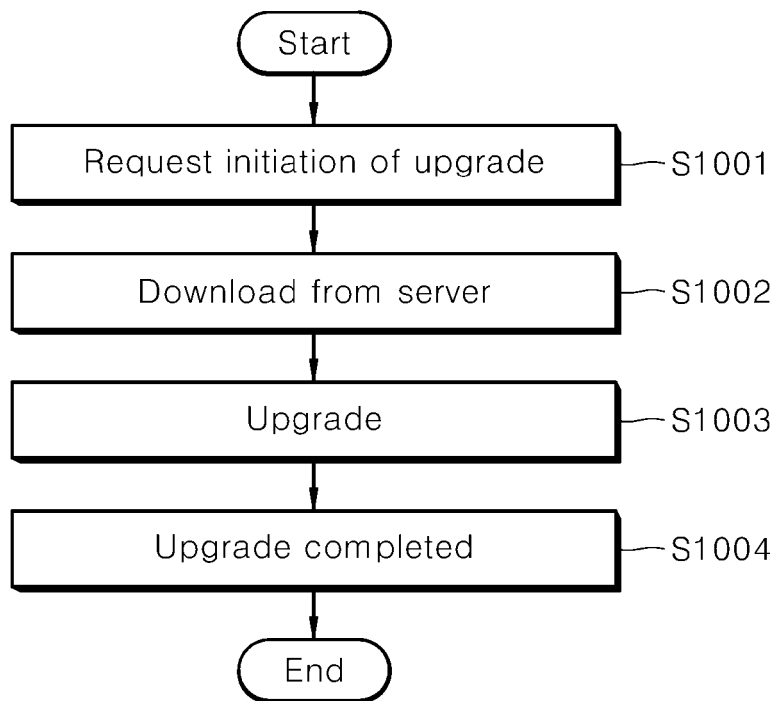 Start
Request initiation of upgrade S1001
Download from server S1002
Upgrade S1003
Upgrade completed S1004
End